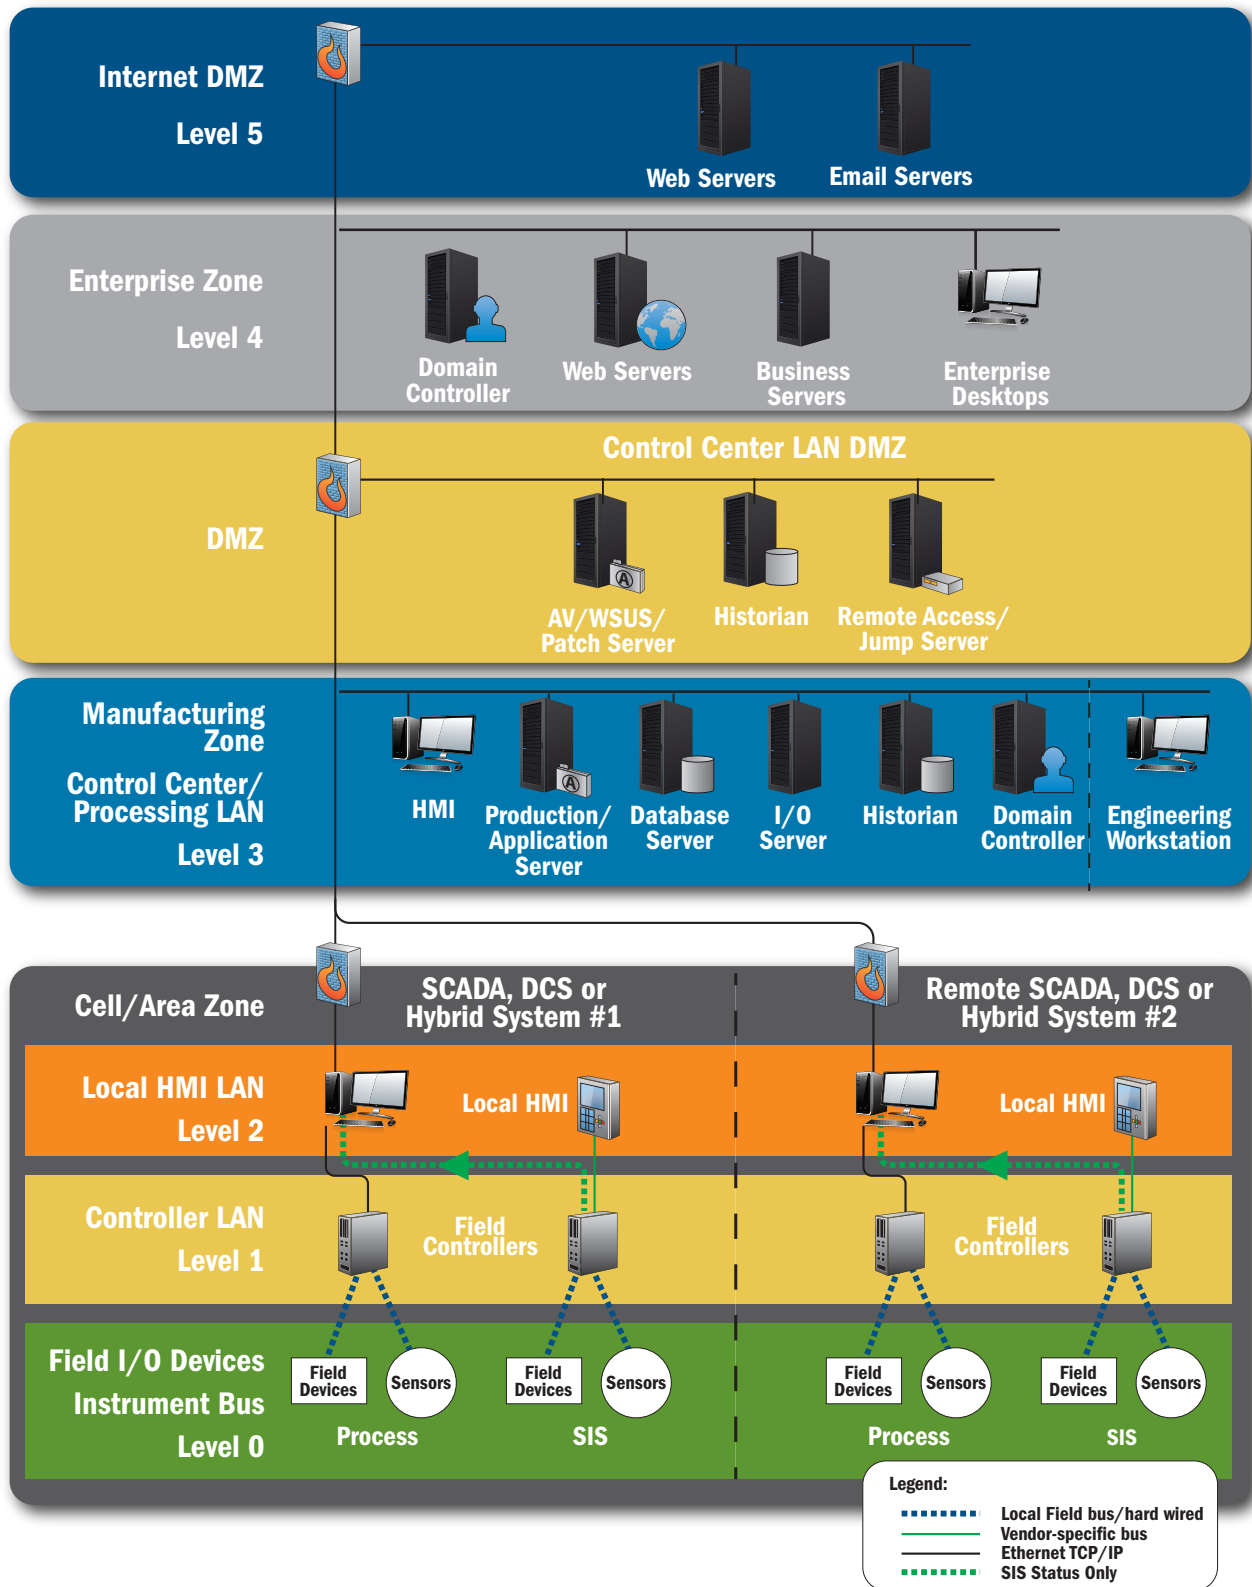 Internet DMZ
Level 5
Web Servers
Email Servers
Enterprise Zone
Level 4
Domain
Controller
Web Servers
Business
Servers
Enterprise
Desktops
Control Center LAN DMZ
DMZ
AV/WSUS/
Patch Server
Historian
Remote Access/
Jump Server
Manufacturing
Zone
Control Center/
Processing LAN
Level 3
HMI
A
Production/
Application
Server
Database
Server
I/O
Server
Historian
Domain
Controller
Engineering
Workstation
A
Cell/Area Zone
SCADA, DCS or
Hybrid System #1
Remote SCADA, DCS or
Hybrid System #2
Local HMI LAN
Level 2
Local HMI
Local HMI
Controller LAN
Level 1
Field
Controllers
Field
Controllers
Field I/O Devices
Instrument Bus
Level 0
Field
Devices
Sensors
Process
Field
Devices
Sensors
SIS
Field
Devices
Sensors
Process
Field
Devices
Sensors
SIS
Legend:
Local Field bus/hard wired
Vendor-specific bus
Ethernet TCP/IP
SIS Status Only